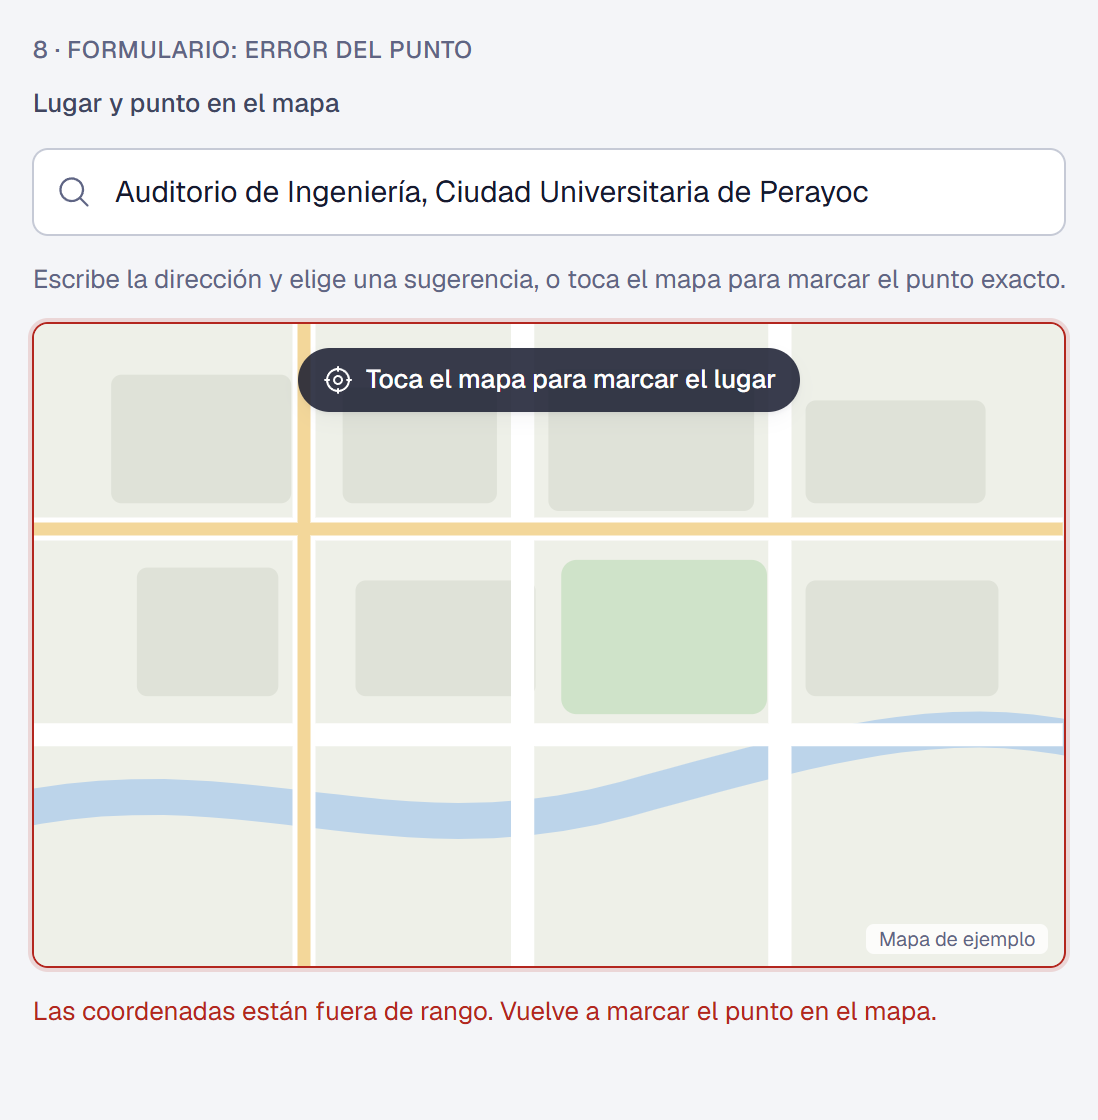 8 · FORMULARIO: ERROR DEL PUNTO
Lugar y punto en el mapa
Auditorio de Ingeniería, Ciudad Universitaria de Perayoc
Escribe la dirección y elige una sugerencia, o toca el mapa para marcar el punto exacto.
Toca el mapa para marcar el lugar
Mapa de ejemplo
Las coordenadas están fuera de rango. Vuelve a marcar el punto en el mapa.